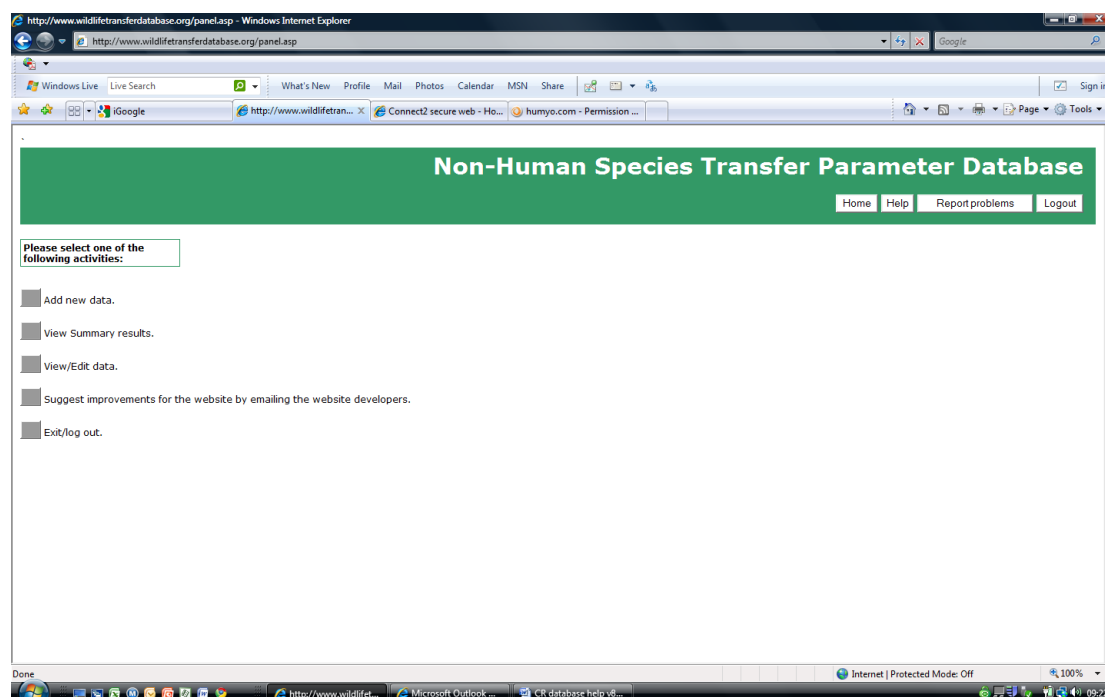 http://www.wildlifetransferdatabase.org/panel.asp - Windows Internet Explorer
http://www.wildlifetransferdatabase.org/panel.asp
Google
Windows Live Live Search What's New Profile Mail Photos Calendar MSN Share Sign in
iGoogle http://www.wildlifetran... Connect2 secure web - Ho... humyo.com - Permission ... Page Tools
Non-Human Species Transfer Parameter Database
Home Help Report problems Logout
Please select one of the
following activities:
Add new data.
View Summary results.
View/Edit data.
Suggest improvements for the website by emailing the website developers.
Exit/log out.
Done Internet | Protected Mode: Off 100%
http://www.wildlifet... Microsoft Outlook ... CR database help v8...